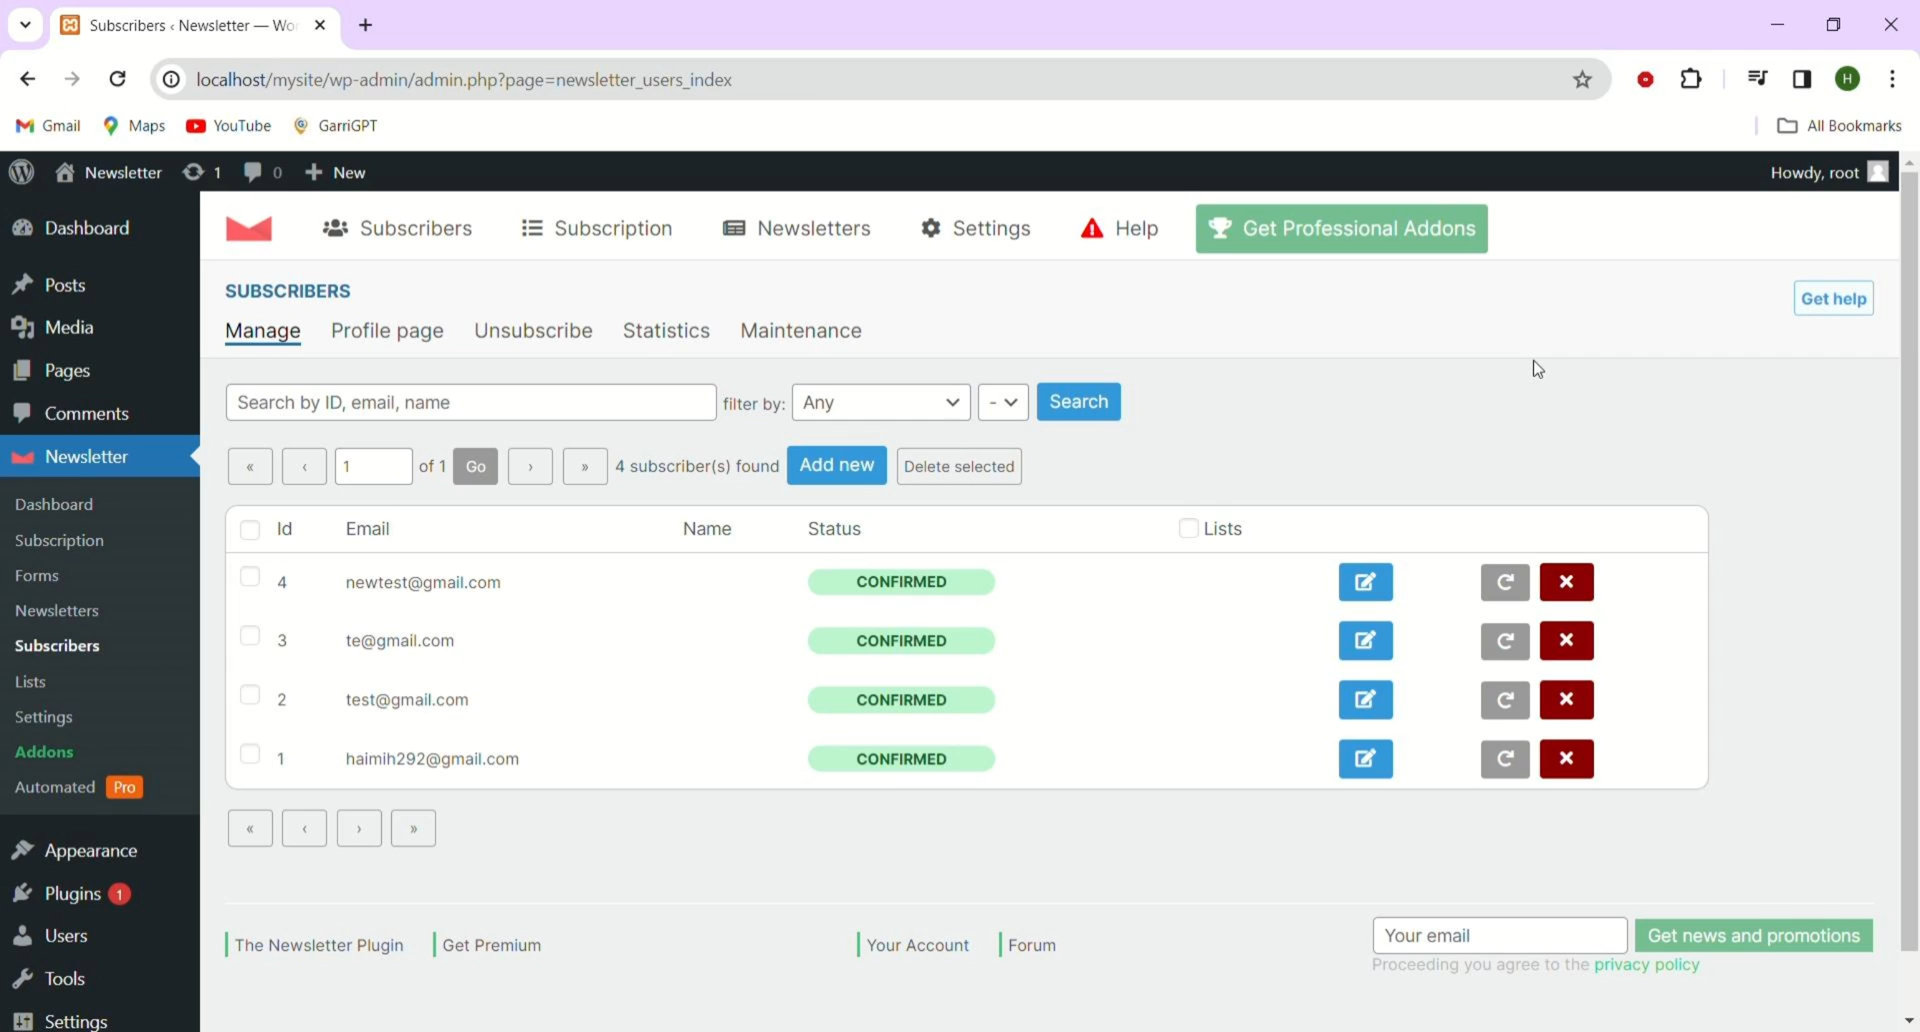 Subscribers ‹ Newsletter — Wor
localhost/mysite/wp-admin/admin.php?page=newsletter_users_index
H
Gmail Maps YouTube GarriGPT All Bookmarks
Newsletter 1 0 New Howdy, root
Dashboard
Posts
Media
Pages
Comments
Newsletter
Dashboard
Subscription
Forms
Newsletters
Subscribers
Lists
Settings
Addons
Automated Pro
Appearance
Plugins 1
Users
Tools
Settings
Subscribers Subscription Newsletters Settings Help Get Professional Addons
SUBSCRIBERS
Get help
Manage Profile page Unsubscribe Statistics Maintenance
Search by ID, email, name filter by: Any - Search
« ‹ 1 of 1 Go › » 4 subscriber(s) found Add new Delete selected
Id Email Name Status Lists
4 newtest@gmail.com CONFIRMED
3 te@gmail.com CONFIRMED
2 test@gmail.com CONFIRMED
1 haimih292@gmail.com CONFIRMED
« ‹ › »
The Newsletter Plugin Get Premium Your Account Forum Your email Get news and promotions
Proceeding you agree to the privacy policy